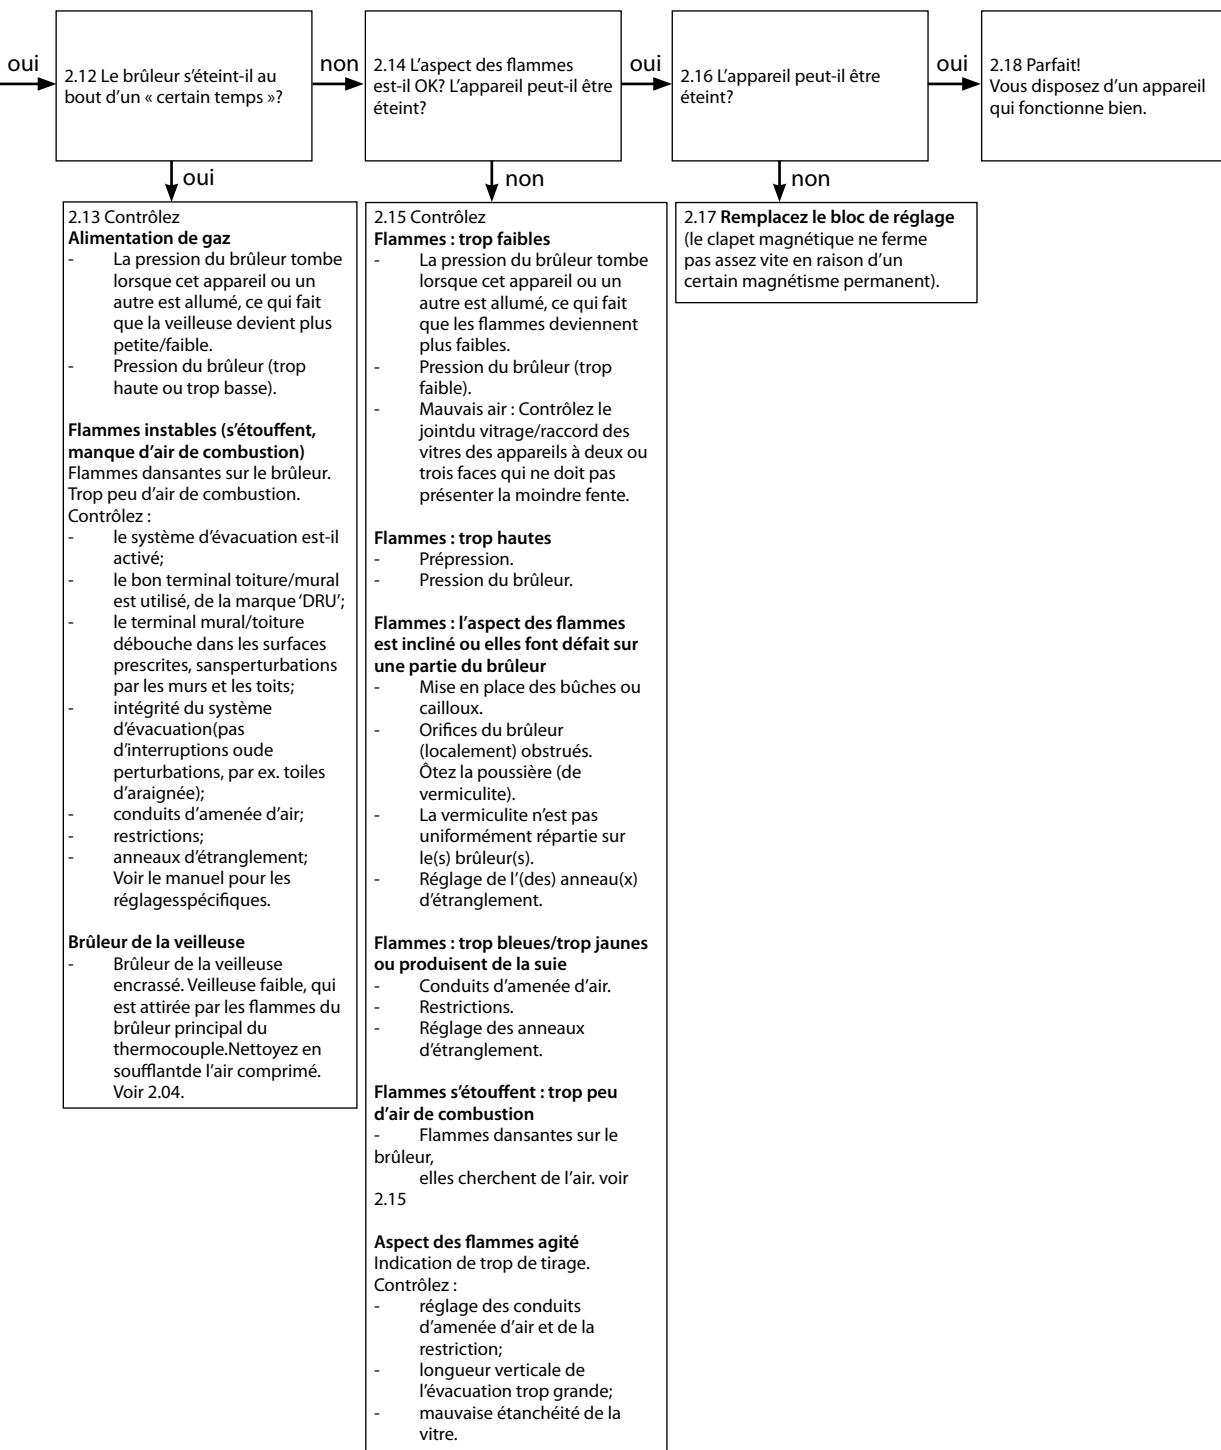 oui
2.12 Le brûleur s’éteint-il au
bout d’un « certain temps »?
non
2.14 L’aspect des flammes
est-il OK? L’appareil peut-il être
éteint?
oui
2.16 L’appareil peut-il être
éteint?
oui
2.18 Parfait!
Vous disposez d’un appareil
qui fonctionne bien.
oui
non
non
2.13 Contrôlez
Alimentation de gaz
- La pression du brûleur tombe
lorsque cet appareil ou un
autre est allumé, ce qui fait
que la veilleuse devient plus
petite/faible.
- Pression du brûleur (trop
haute ou trop basse).
Flammes instables (s’étouffent,
manque d’air de combustion)
Flammes dansantes sur le brûleur.
Trop peu d’air de combustion.
Contrôlez :
- le système d’évacuation est-il
activé;
- le bon terminal toiture/mural
est utilisé, de la marque ‘DRU’;
- le terminal mural/toiture
débouche dans les surfaces
prescrites, sansperturbations
par les murs et les toits;
- intégrité du système
d’évacuation(pas
d’interruptions oude
perturbations, par ex. toiles
d’araignée);
- conduits d’amenée d’air;
- restrictions;
- anneaux d’étranglement;
Voir le manuel pour les
réglagesspécifiques.
Brûleur de la veilleuse
- Brûleur de la veilleuse
encrassé. Veilleuse faible, qui
est attirée par les flammes du
brûleur principal du
thermocouple.Nettoyez en
soufflantde l’air comprimé.
Voir 2.04.
2.15 Contrôlez
Flammes : trop faibles
- La pression du brûleur tombe
lorsque cet appareil ou un
autre est allumé, ce qui fait
que les flammes deviennent
plus faibles.
- Pression du brûleur (trop
faible).
- Mauvais air : Contrôlez le
jointdu vitrage/raccord des
vitres des appareils à deux ou
trois faces qui ne doit pas
présenter la moindre fente.
Flammes : trop hautes
- Prépression.
- Pression du brûleur.
Flammes : l’aspect des flammes
est incliné ou elles font défait sur
une partie du brûleur
- Mise en place des bûches ou
cailloux.
- Orifices du brûleur
(localement) obstrués.
Ôtez la poussière (de
vermiculite).
- La vermiculite n’est pas
uniformément répartie sur
le(s) brûleur(s).
- Réglage de l’(des) anneau(x)
d’étranglement.
Flammes : trop bleues/trop jaunes
ou produisent de la suie
- Conduits d’amenée d’air.
- Restrictions.
- Réglage des anneaux
d’étranglement.
Flammes s’étouffent : trop peu
d’air de combustion
- Flammes dansantes sur le
brûleur,
elles cherchent de l’air. voir
2.15
Aspect des flammes agité
Indication de trop de tirage.
Contrôlez :
- réglage des conduits
d’amenée d’air et de la
restriction;
- longueur verticale de
l’évacuation trop grande;
- mauvaise étanchéité de la
vitre.
2.17 Remplacez le bloc de réglage
(le clapet magnétique ne ferme
pas assez vite en raison d’un
certain magnétisme permanent).